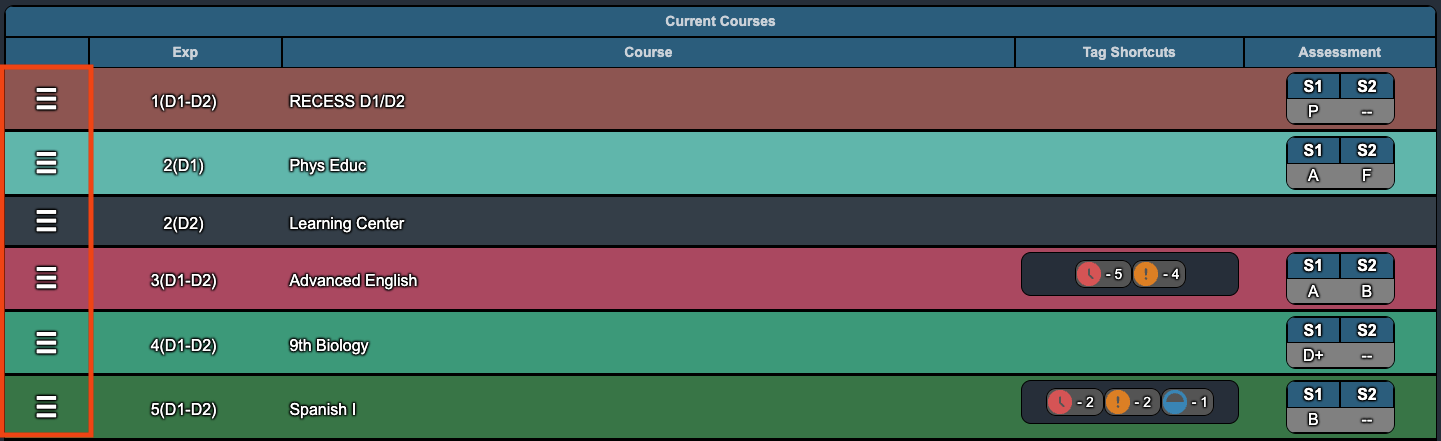 Current Courses
Exp Course Tag Shortcuts Assessment
1(D1-D2) RECESS D1/D2 S1 S2
P --
2(D1) Phys Educ S1 S2
A F
2(D2) Learning Center
3(D1-D2) Advanced English - 5 ! - 4 S1 S2
A B
4(D1-D2) 9th Biology S1 S2
D+ --
5(D1-D2) Spanish I - 2 ! - 2 - 1 S1 S2
B --